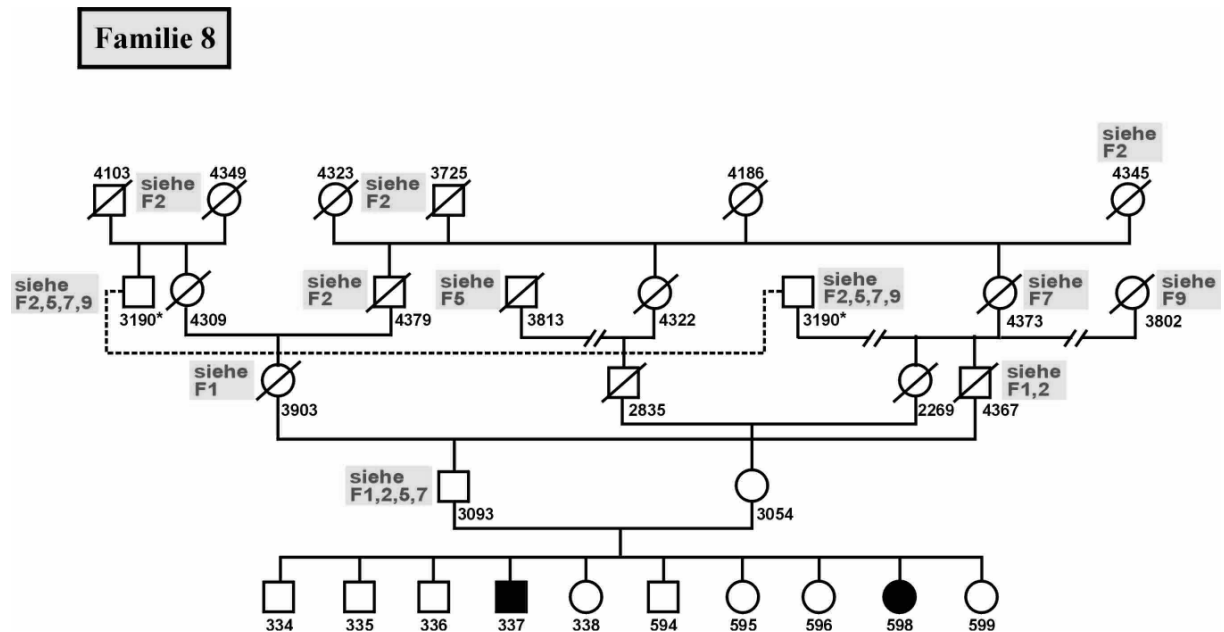 Familie 8
siehe
F2
4103
siehe
F2
4349
4323
siehe
F2
3725
4186
4345
siehe
F2,5,7,9
3190*
4309
siehe
F2
4379
siehe
F5
3813
4322
3190*
siehe
F2,5,7,9
siehe
F7
4373
siehe
F9
3802
siehe
F1
3903
2835
2269
siehe
F1,2
4367
siehe
F1,2,5,7
3093
3054
334
335
336
337
338
594
595
596
598
599